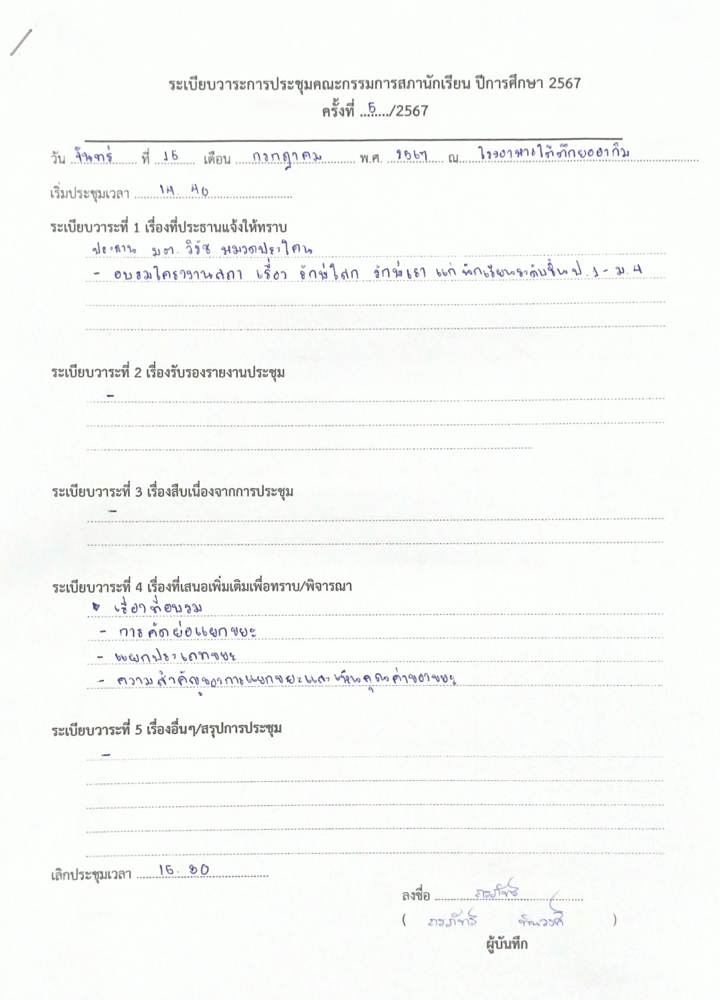 ระเบียบวาระการประชุมคณะกรรมการสภานักเรียน ปีการศึกษา 2567
ครั้งที่ ...5..../2567
วัน จันทร์ ที่ 15 เดือน กรกฎาคม พ.ศ. 2567 ณ โรงอาหารใต้ตึกยออากิม
เริ่มประชุมเวลา 14.40
ระเบียบวาระที่ 1 เรื่องที่ประธานแจ้งให้ทราบ
ประธาน มต. วิรัช หมวดประโคน
- อบรมโครงงานสภา เรื่อง รักษ์โลก รักษ์เรา แก่ นักเรียนระดับชั้น ป.1 - ม.4
ระเบียบวาระที่ 2 เรื่องรับรองรายงานประชุม
-
ระเบียบวาระที่ 3 เรื่องสืบเนื่องจากการประชุม
-
ระเบียบวาระที่ 4 เรื่องที่เสนอเพิ่มเติมเพื่อทราบ/พิจารณา
• เรื่องที่อบรม
- การคัดย่อแยกขยะ
- แยกประเภทขยะ
- ความสำคัญของการแยกขยะและเห็นคุณค่าของขยะ
ระเบียบวาระที่ 5 เรื่องอื่นๆ/สรุปการประชุม
-
เลิกประชุมเวลา 15.30
ลงชื่อ ภรภัทร
( ภรภัทร )
ผู้บันทึก